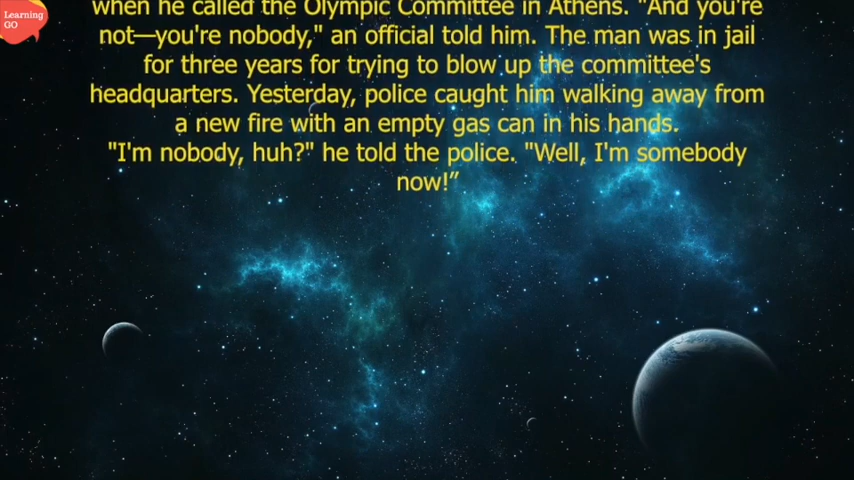 Learning
GO
when he called the Olympic Committee in Athens. "And you're
not—you're nobody," an official told him. The man was in jail
for three years for trying to blow up the committee's
headquarters. Yesterday, police caught him walking away from
a new fire with an empty gas can in his hands.
"I'm nobody, huh?" he told the police. "Well, I'm somebody
now!”